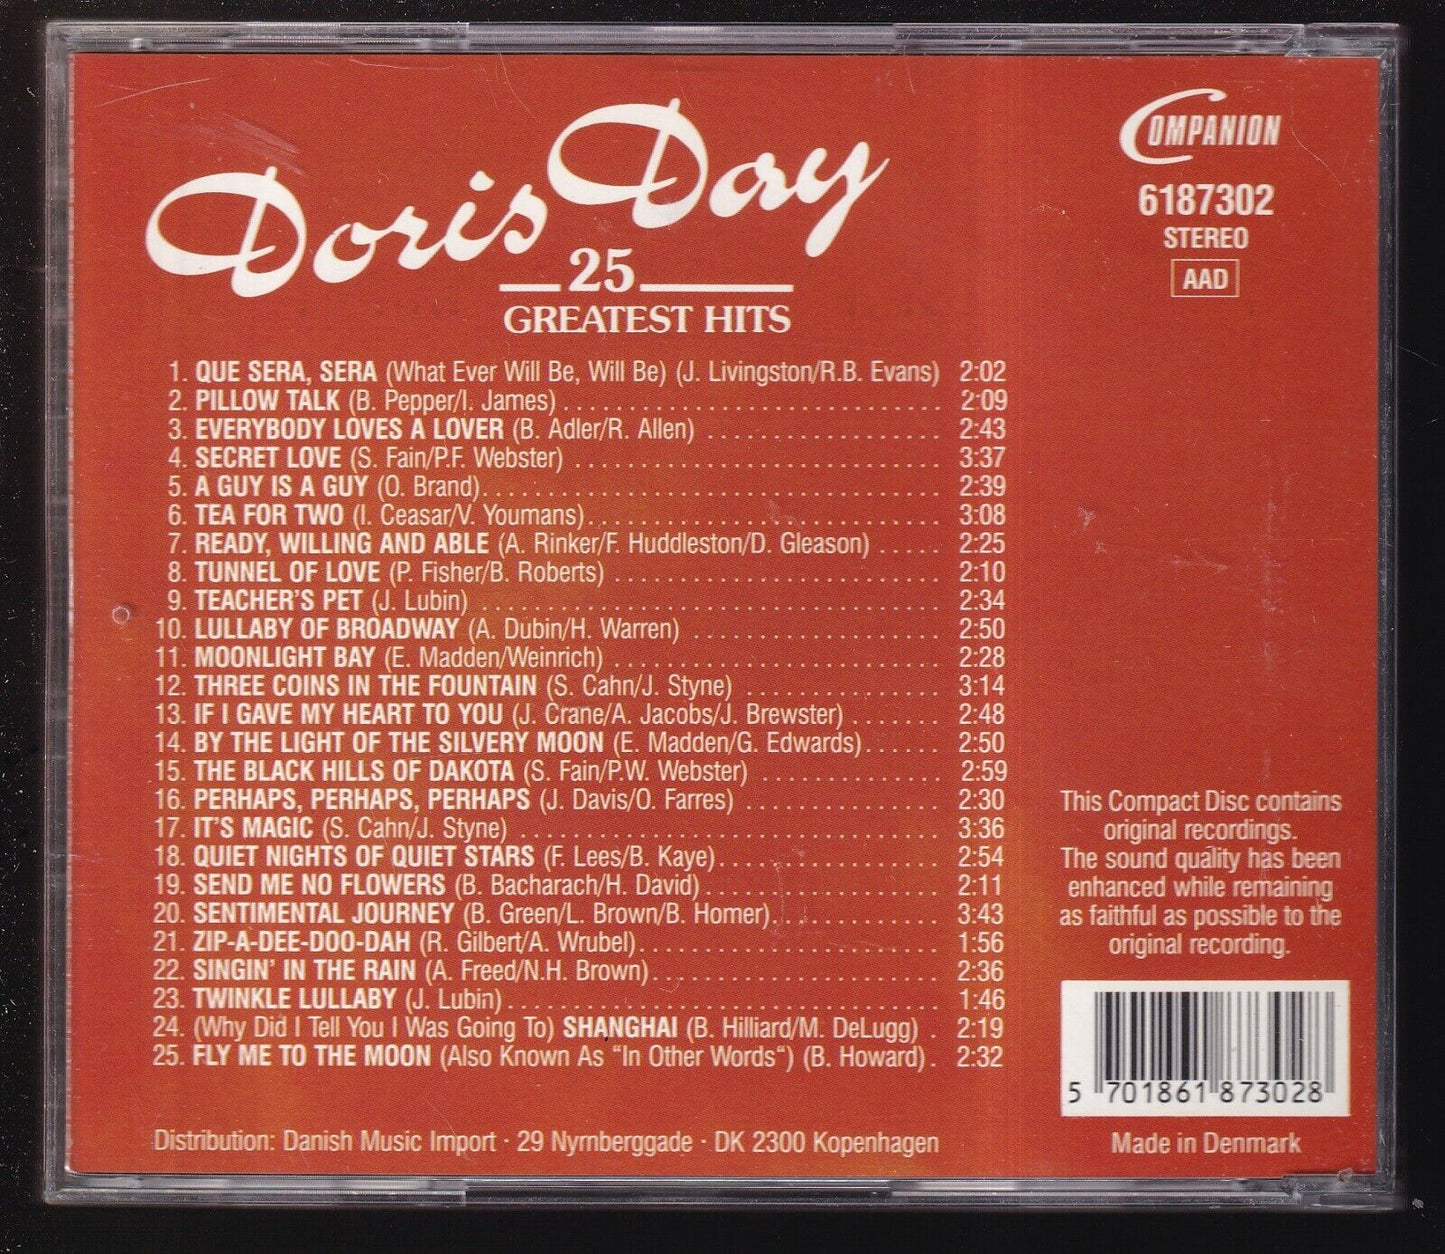 Doris Day
25
GREATEST HITS
COMPANION
6187302
STEREO
AAD
1. QUE SERA, SERA (What Ever Will Be, Will Be) (J. Livingston/R.B. Evans) 2:02
2. PILLOW TALK (B. Pepper/I. James) 2:09
3. EVERYBODY LOVES A LOVER (B. Adler/R. Allen) 2:43
4. SECRET LOVE (S. Fain/P.F. Webster) 3:37
5. A GUY IS A GUY (O. Brand) 2:39
6. TEA FOR TWO (I. Ceasar/V. Youmans) 3:08
7. READY, WILLING AND ABLE (A. Rinker/F. Huddleston/D. Gleason) 2:25
8. TUNNEL OF LOVE (P. Fisher/B. Roberts) 2:10
9. TEACHER'S PET (J. Lubin) 2:34
10. LULLABY OF BROADWAY (A. Dubin/H. Warren) 2:50
11. MOONLIGHT BAY (E. Madden/Weinrich) 2:28
12. THREE COINS IN THE FOUNTAIN (S. Cahn/J. Styne) 3:14
13. IF I GAVE MY HEART TO YOU (J. Crane/A. Jacobs/J. Brewster) 2:48
14. BY THE LIGHT OF THE SILVERY MOON (E. Madden/G. Edwards) 2:50
15. THE BLACK HILLS OF DAKOTA (S. Fain/P.W. Webster) 2:59
16. PERHAPS, PERHAPS, PERHAPS (J. Davis/O. Farres) 2:30
17. IT'S MAGIC (S. Cahn/J. Styne) 3:36
18. QUIET NIGHTS OF QUIET STARS (F. Lees/B. Kaye) 2:54
19. SEND ME NO FLOWERS (B. Bacharach/H. David) 2:11
20. SENTIMENTAL JOURNEY (B. Green/L. Brown/B. Homer) 3:43
21. ZIP-A-DEE-DOO-DAH (R. Gilbert/A. Wrubel) 1:56
22. SINGIN' IN THE RAIN (A. Freed/N.H. Brown) 2:36
23. TWINKLE LULLABY (J. Lubin) 1:46
24. (Why Did I Tell You I Was Going To) SHANGHAI (B. Hilliard/M. DeLugg) 2:19
25. FLY ME TO THE MOON (Also Known As "In Other Words") (B. Howard) 2:32
This Compact Disc contains
original recordings.
The sound quality has been
enhanced while remaining
as faithful as possible to the
original recording.
5 701861 873028
Distribution: Danish Music Import · 29 Nyrnberggade · DK 2300 Kopenhagen
Made in Denmark